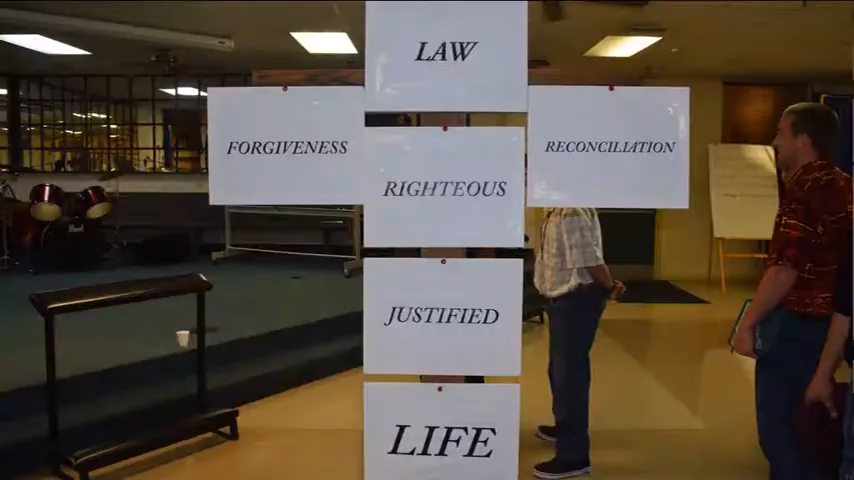 LAW
FORGIVENESS
RIGHTEOUS
RECONCILIATION
JUSTIFIED
LIFE